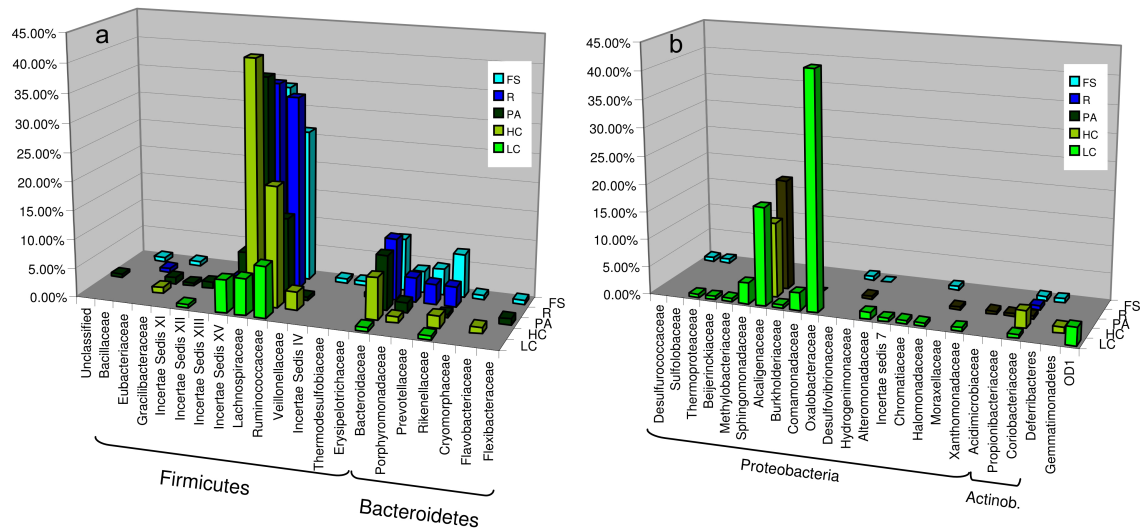 a
45.00%
40.00%
35.00%
30.00%
25.00%
20.00%
15.00%
10.00%
5.00%
0.00%
FS
R
PA
HC
LC
FS
R
PA
HC
LC
Unclassified
Bacillaceae
Eubacteriaceae
Gracilibacteraceae
Incertae Sedis XI
Incertae Sedis XII
Incertae Sedis XIII
Incertae Sedis XV
Lachnospiraceae
Ruminococcaceae
Veillonellaceae
Incertae Sedis IV
Thermodesulfobiaceae
Erysipelotrichaceae
Bacteroidaceae
Porphyromonadaceae
Prevotellaceae
Rikenellaceae
Cryomorphaceae
Flavobacteriaceae
Flexibacteraceae
Firmicutes
Bacteroidetes
b
45.00%
40.00%
35.00%
30.00%
25.00%
20.00%
15.00%
10.00%
5.00%
0.00%
FS
R
PA
HC
LC
FS
R
PA
HC
LC
Desulfurococcaceae
Sulfolobaceae
Thermoproteaceae
Beijerinckiaceae
Methylobacteriaceae
Sphingomonadaceae
Alcaligenaceae
Burkholderiaceae
Comamonadaceae
Oxalobacteraceae
Desulfovibrionaceae
Hydrogenimonaceae
Alteromonadaceae
Incertae sedis 7
Chromatiaceae
Halomonadaceae
Moraxellaceae
Xanthomonadaceae
Acidimicrobiaceae
Propionibacteriaceae
Coriobacteriaceae
Deferribacteres
Gemmatimonadetes
OD1
Proteobacteria
Actinob.